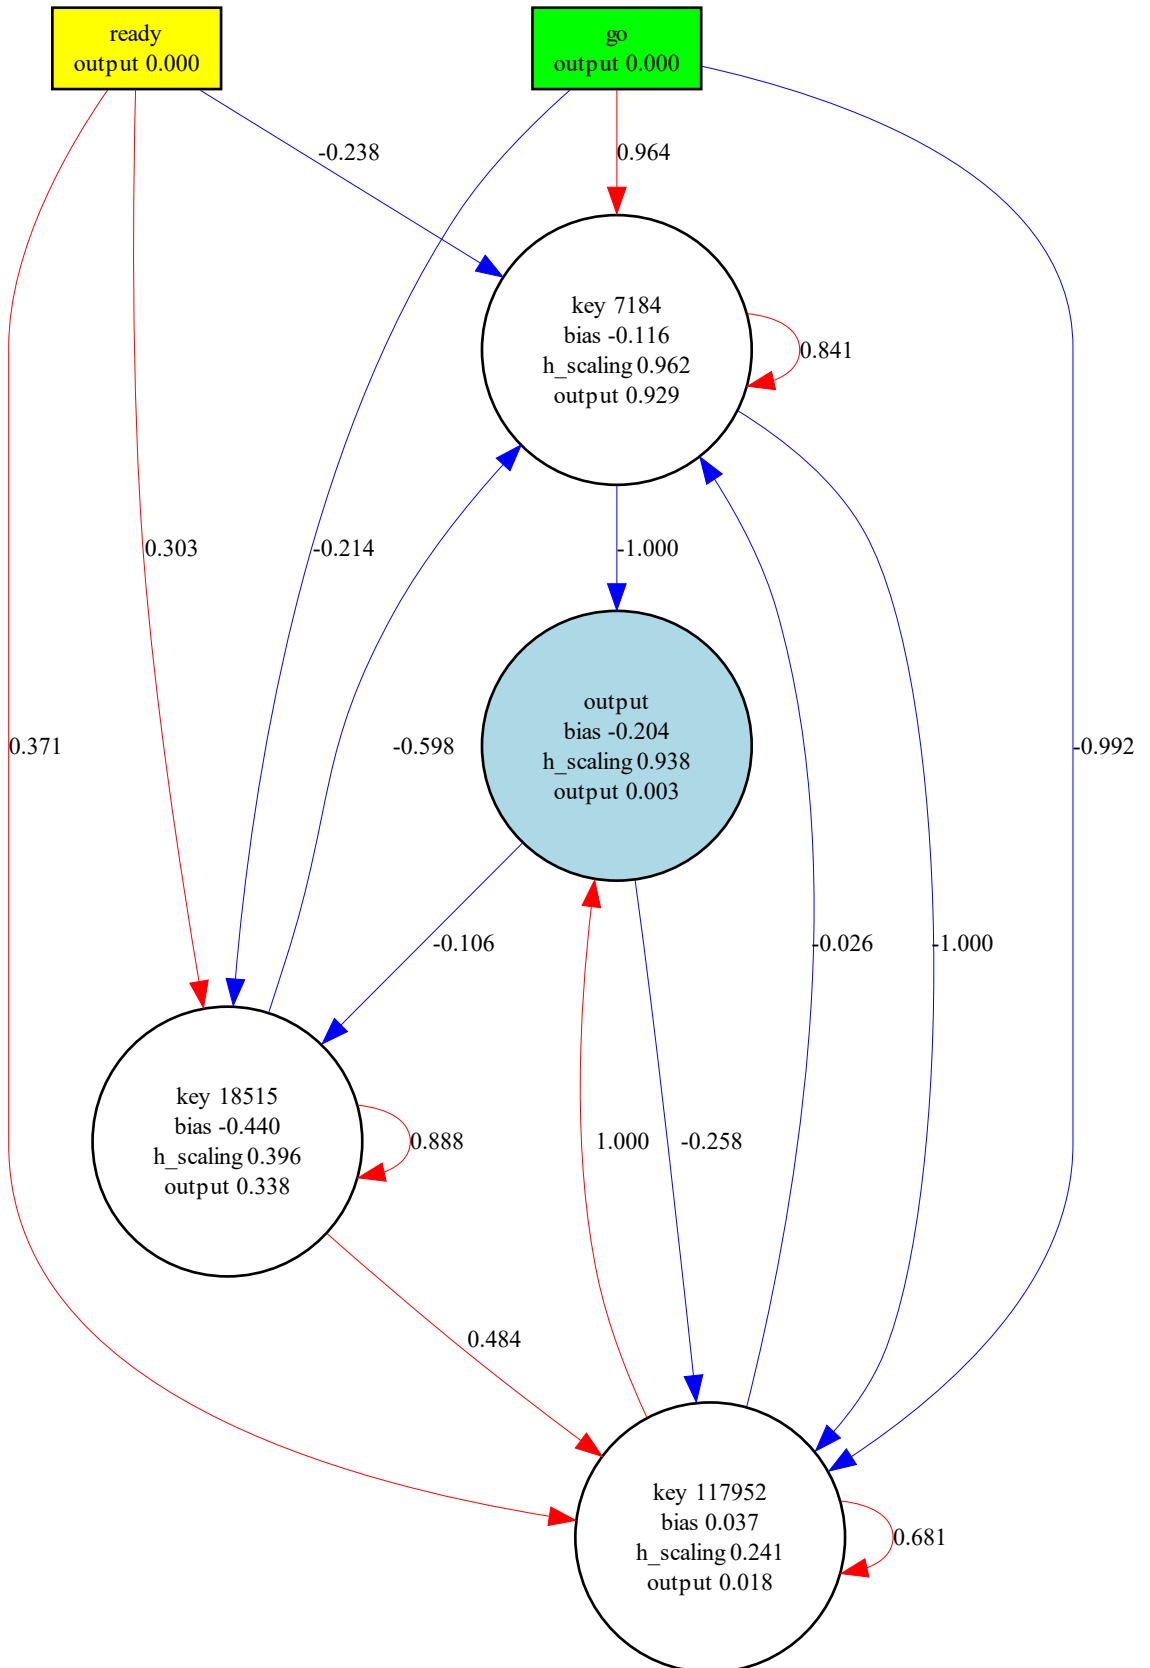 ready
output 0.000
go
output 0.000
-0.238
0.964
key 7184
bias -0.116
h_scaling 0.962
output 0.929
0.841
0.303
-0.214
-1.000
output
bias -0.204
h_scaling 0.938
output 0.003
0.371
-0.598
-0.992
-0.106
-0.026
-1.000
key 18515
bias -0.440
h_scaling 0.396
output 0.338
0.888
1.000
-0.258
0.484
key 117952
bias 0.037
h_scaling 0.241
output 0.018
0.681